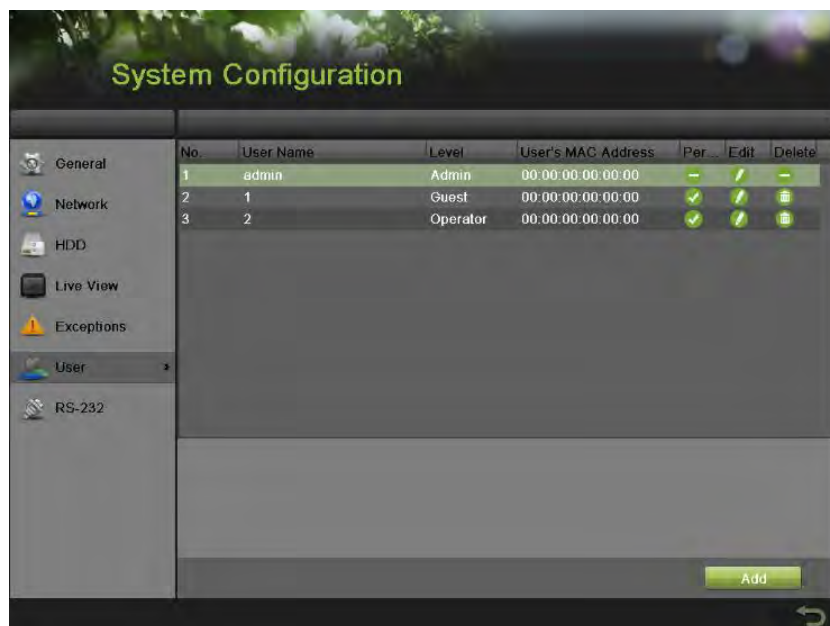 System Configuration
General
Network
HDD
Live View
Exceptions
User
RS-232
No. User Name Level User's MAC Address Per... Edit Delete
1 admin Admin 00:00:00:00:00:00
2 1 Guest 00:00:00:00:00:00
3 2 Operator 00:00:00:00:00:00
Add